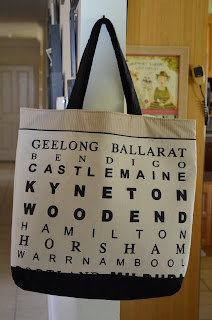 GEELONG BALLARAT
BENDIGO
CASTLEMAINE
KYNETON
WOODEND
HAMILTON
HORSHAM
WARRNAMBOOL